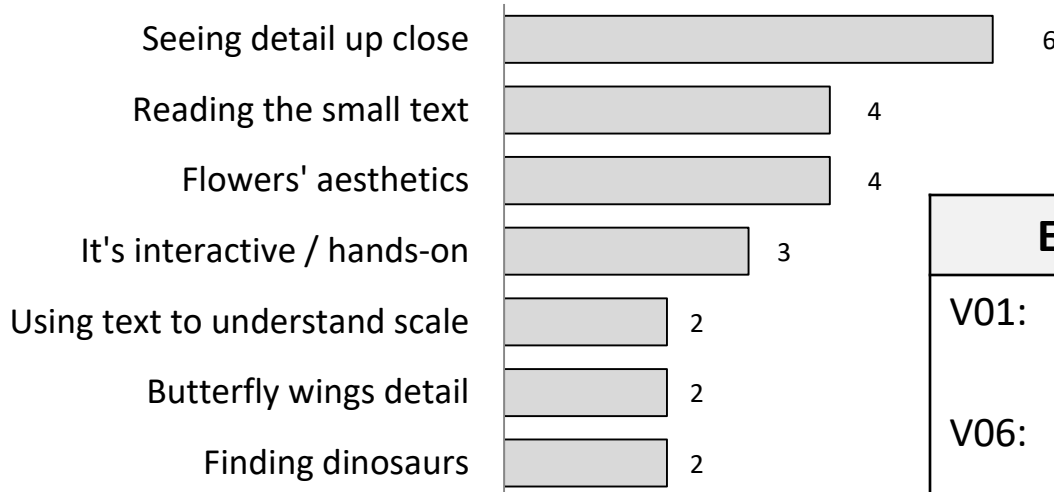 Seeing detail up close 6
Reading the small text 4
Flowers' aesthetics 4
It's interactive / hands-on 3
Using text to understand scale 2
Butterfly wings detail 2
Finding dinosaurs 2
V01:
V06: